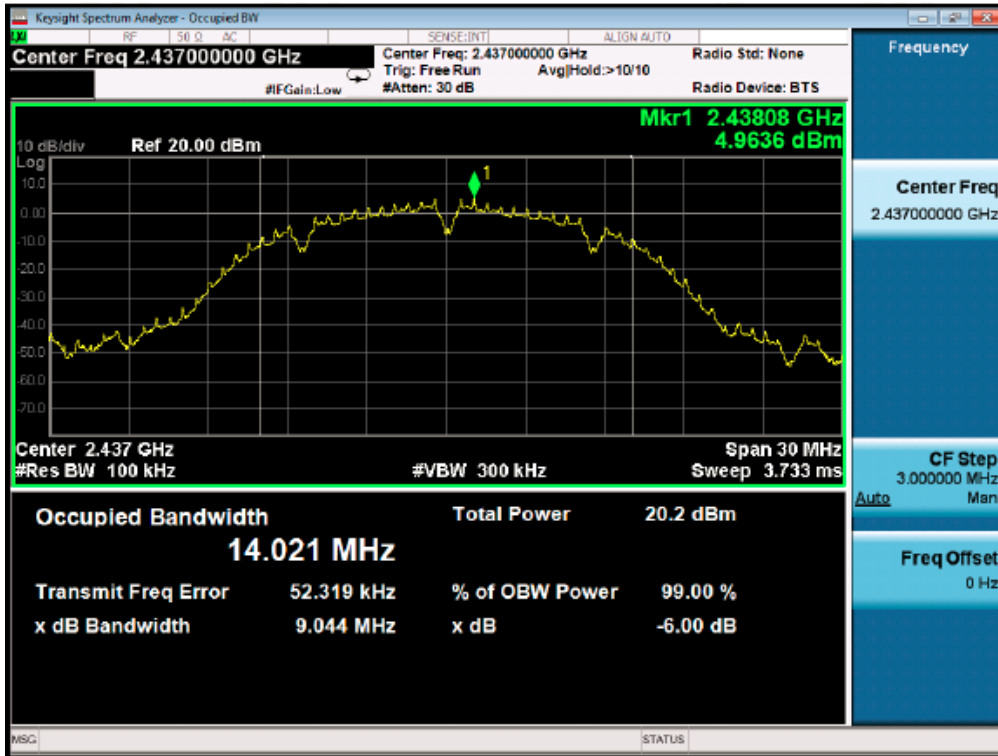 Keysight Spectrum Analyzer - Occupied BW
LXI RF 50 Ω AC SENSE:INT ALIGN AUTO
Center Freq 2.437000000 GHz
Center Freq: 2.437000000 GHz
Radio Std: None
Trig: Free Run Avg|Hold:>10/10
#IFGain:Low #Atten: 30 dB
Radio Device: BTS
Mkr1 2.43808 GHz
4.9636 dBm
10 dB/div Ref 20.00 dBm
Log
10.0
1
0.00
-10.0
-20.0
-30.0
-40.0
-50.0
-60.0
-70.0
Center 2.437 GHz
Span 30 MHz
#Res BW 100 kHz
#VBW 300 kHz
Sweep 3.733 ms
Occupied Bandwidth
14.021 MHz
Total Power 20.2 dBm
Transmit Freq Error 52.319 kHz
% of OBW Power 99.00 %
x dB Bandwidth 9.044 MHz
x dB -6.00 dB
Frequency
Center Freq
2.437000000 GHz
CF Step
3.000000 MHz
Auto Man
Freq Offset
0 Hz
MSG
STATUS